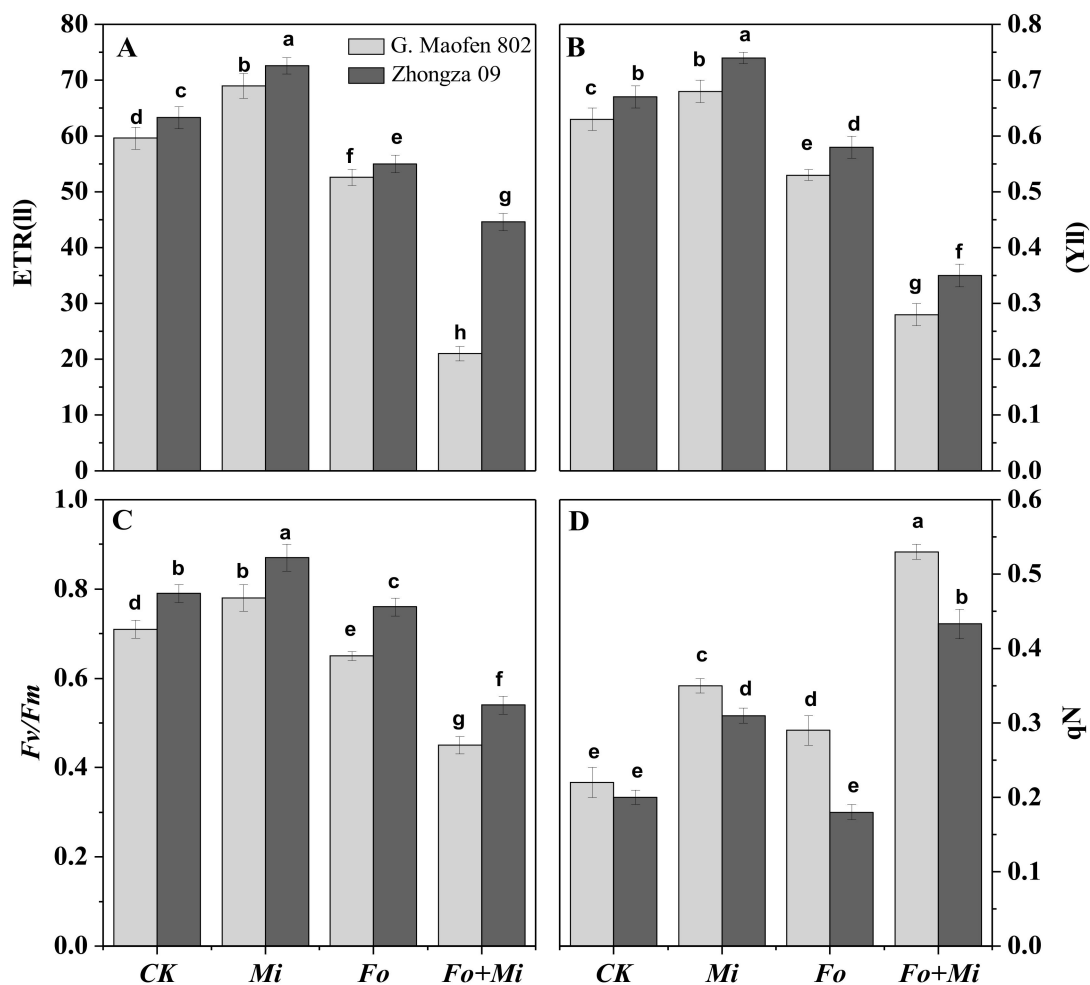 A
G. Maofen 802
Zhongza 09
80
70
60
50
40
30
20
10
0
ETR(ll)
d
c
b
a
f
e
h
g
B
0.8
0.7
0.6
0.5
0.4
0.3
0.2
0.1
0.0
(Yll)
c
b
b
a
e
d
g
f
C
1.0
0.8
0.6
0.4
0.2
0.0
Fv/Fm
d
b
b
a
e
c
g
f
CK
Mi
Fo
Fo+Mi
D
0.6
0.5
0.4
0.3
0.2
0.1
0.0
qN
e
e
c
d
d
e
a
b
CK
Mi
Fo
Fo+Mi